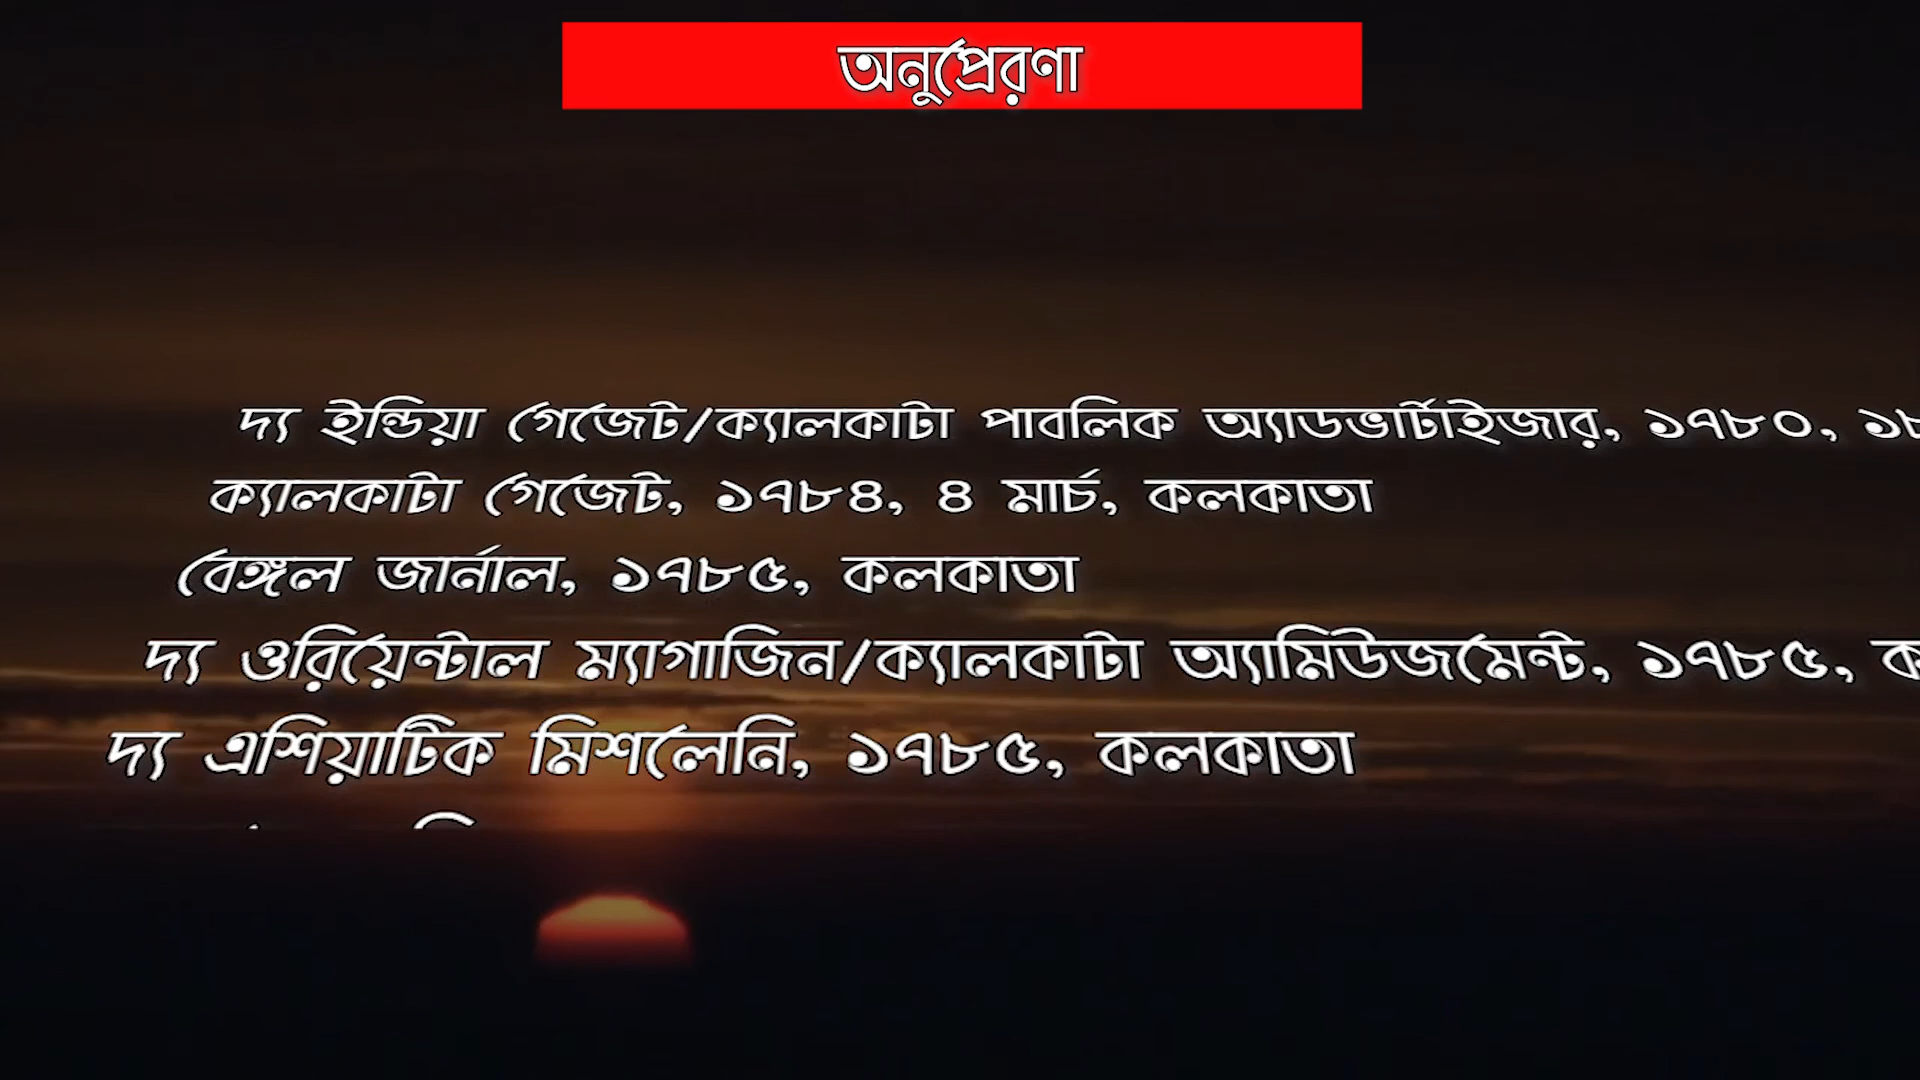 অনুপ্রেরণা
দ্য ইন্ডিয়া গেজেট/ক্যালকাটা পাবলিক অ্যাডভার্টাইজার, ১৭৮০, ১৮
ক্যালকাটা গেজেট, ১৭৮৪, ৪ মার্চ, কলকাতা
বেঙ্গল জার্নাল, ১৭৮৫, কলকাতা
দ্য ওরিয়েন্টাল ম্যাগাজিন/ক্যালকাটা অ্যামিউজমেন্ট, ১৭৮৫, ক
দ্য এশিয়াটিক মিশলেনি, ১৭৮৫, কলকাতা